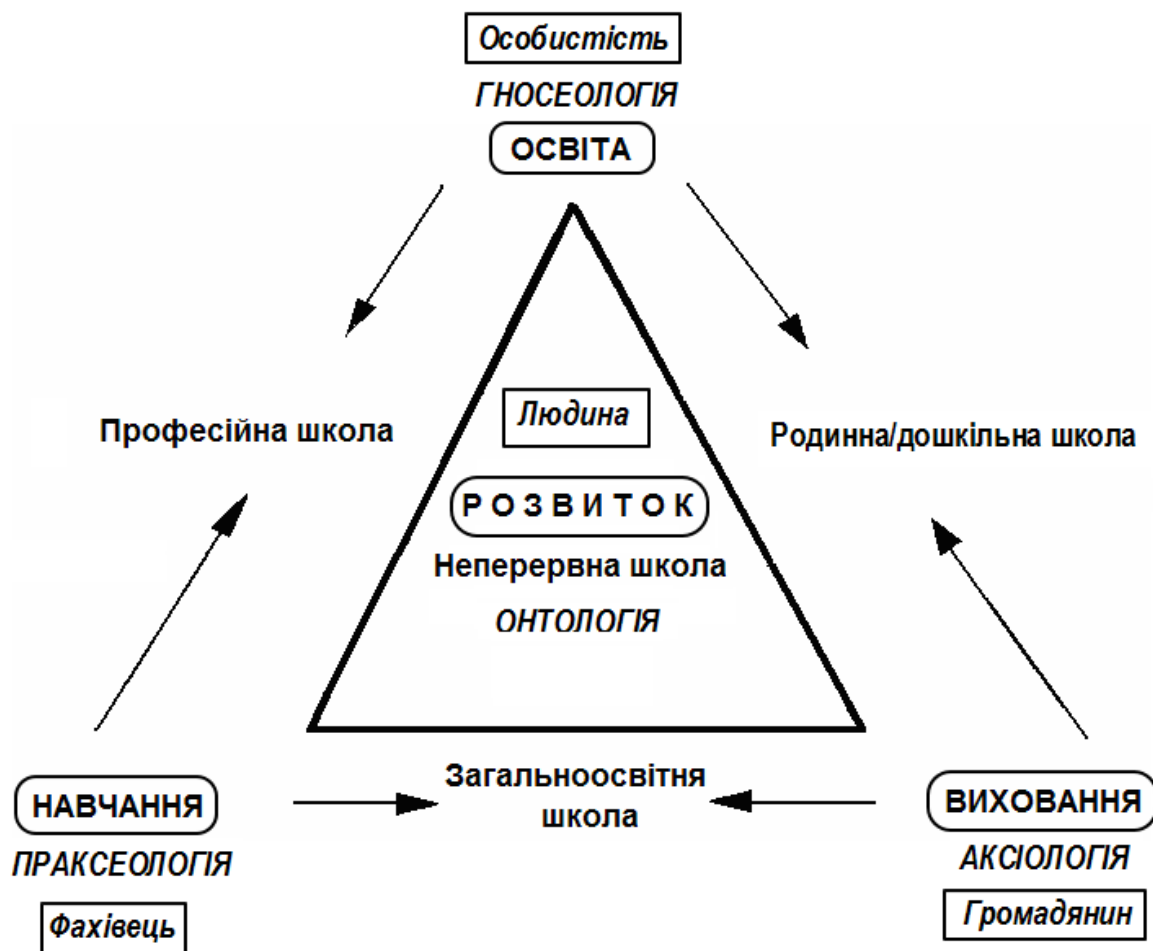 Особистість
ГНОСЕОЛОГІЯ
ОСВІТА
Професійна школа
Людина
Родинна/дошкільна школа
РОЗВИТОК
Неперервна школа
ОНТОЛОГІЯ
Загальноосвітня
школа
НАВЧАННЯ
ПРАКСЕОЛОГІЯ
Фахівець
ВИХОВАННЯ
АКСІОЛОГІЯ
Громадянин